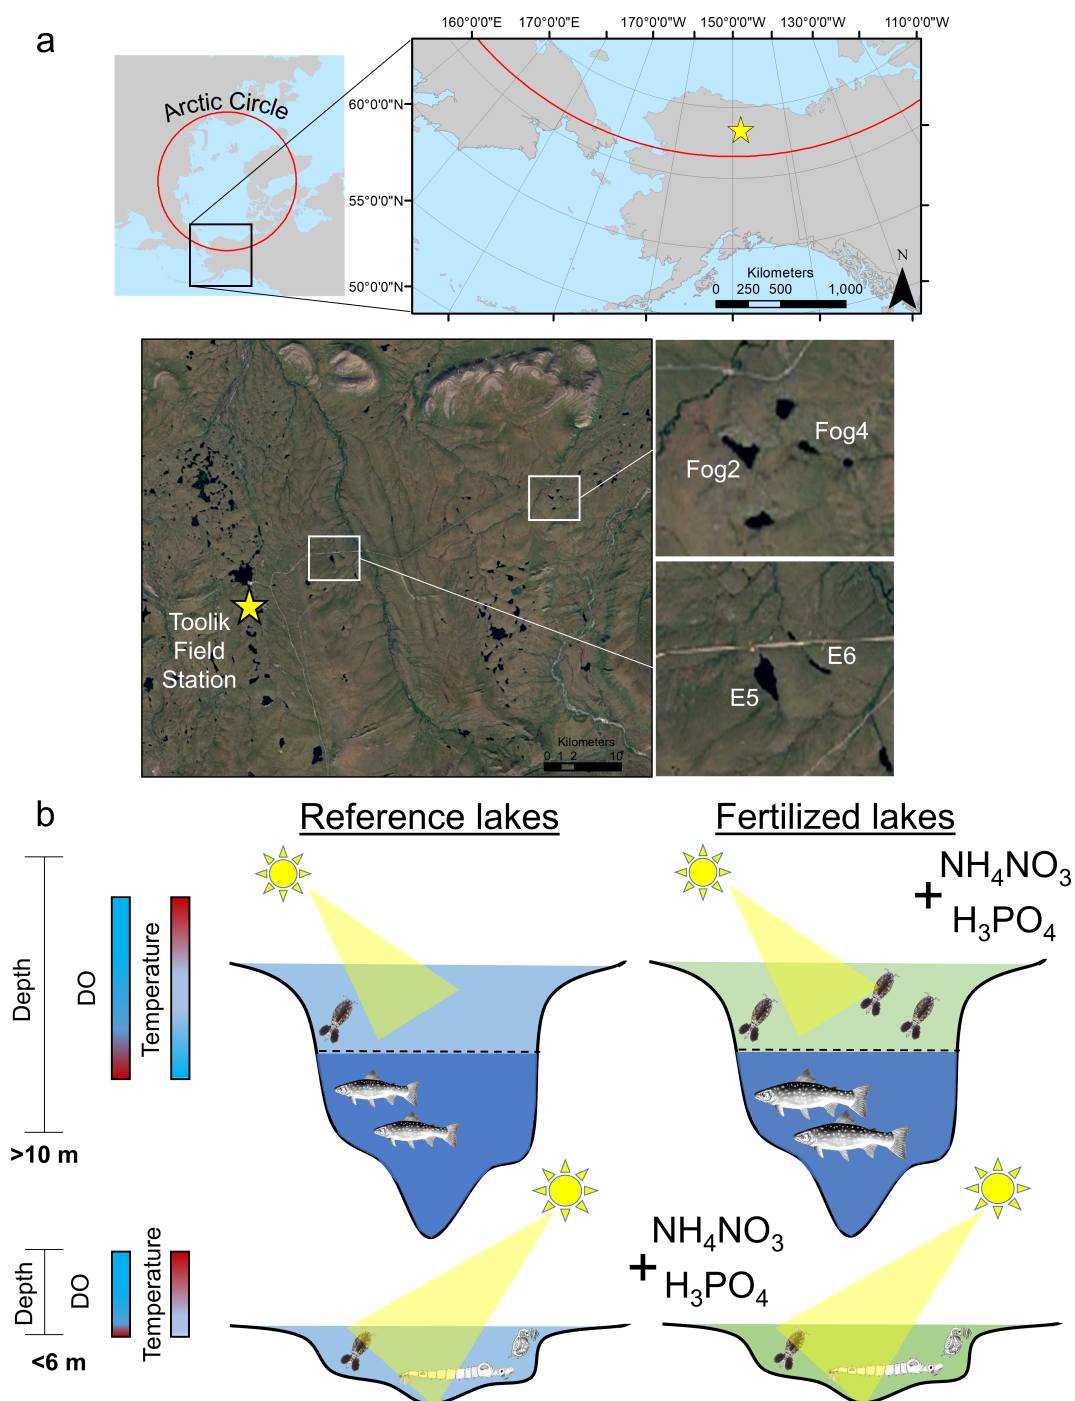 a
160°0'0"E 170°0'0"E 170°0'0"W 150°0'0"W 130°0'0"W 110°0'0"W
Arctic Circle
60°0'0"N
55°0'0"N
50°0'0"N
N
Kilometers
0 250 500 1,000
Fog4
Fog2
Toolik
Field
Station
E6
E5
Kilometers
0 1 2 10
b
Reference lakes
Fertilized lakes
+ NH₄NO₃
H₃PO₄
Depth
DO
Temperature
>10 m
+ NH₄NO₃
H₃PO₄
Depth
DO
Temperature
<6 m